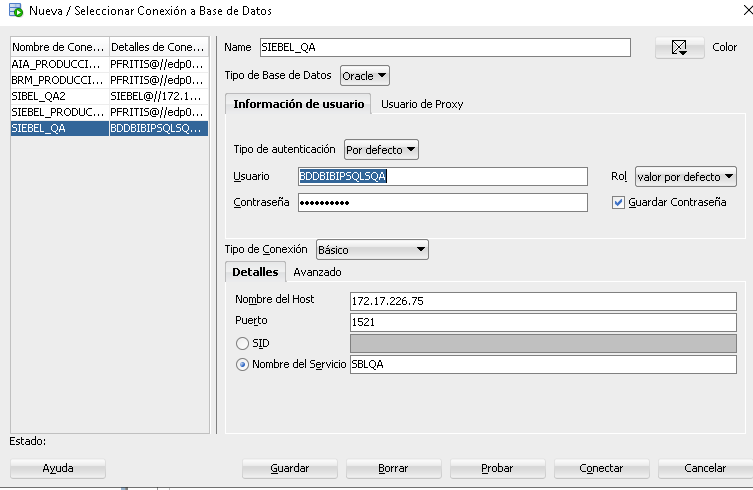 Nueva / Seleccionar Conexión a Base de Datos
Nombre de Cone... Detalles de Cone...
AIA_PRODUCCI... PFRITIS@//edp0...
BRM_PRODUCC... PFRITIS@//edp0...
SIBEL_QA2 SIEBEL@//172.1...
SIEBEL_PRODUC... PFRITIS@//edp0...
SIEBEL_QA BDDBIBIPSQLSQ...
Name SIEBEL_QA Color
Tipo de Base de Datos Oracle
Información de usuario Usuario de Proxy
Tipo de autenticación Por defecto
Usuario BDDBIBIPSQLSQA Rol valor por defecto
Contraseña •••••••••• Guardar Contraseña
Tipo de Conexión Básico
Detalles Avanzado
Nombre del Host 172.17.226.75
Puerto 1521
SID
Nombre del Servicio SBLQA
Estado:
Ayuda Guardar Borrar Probar Conectar Cancelar